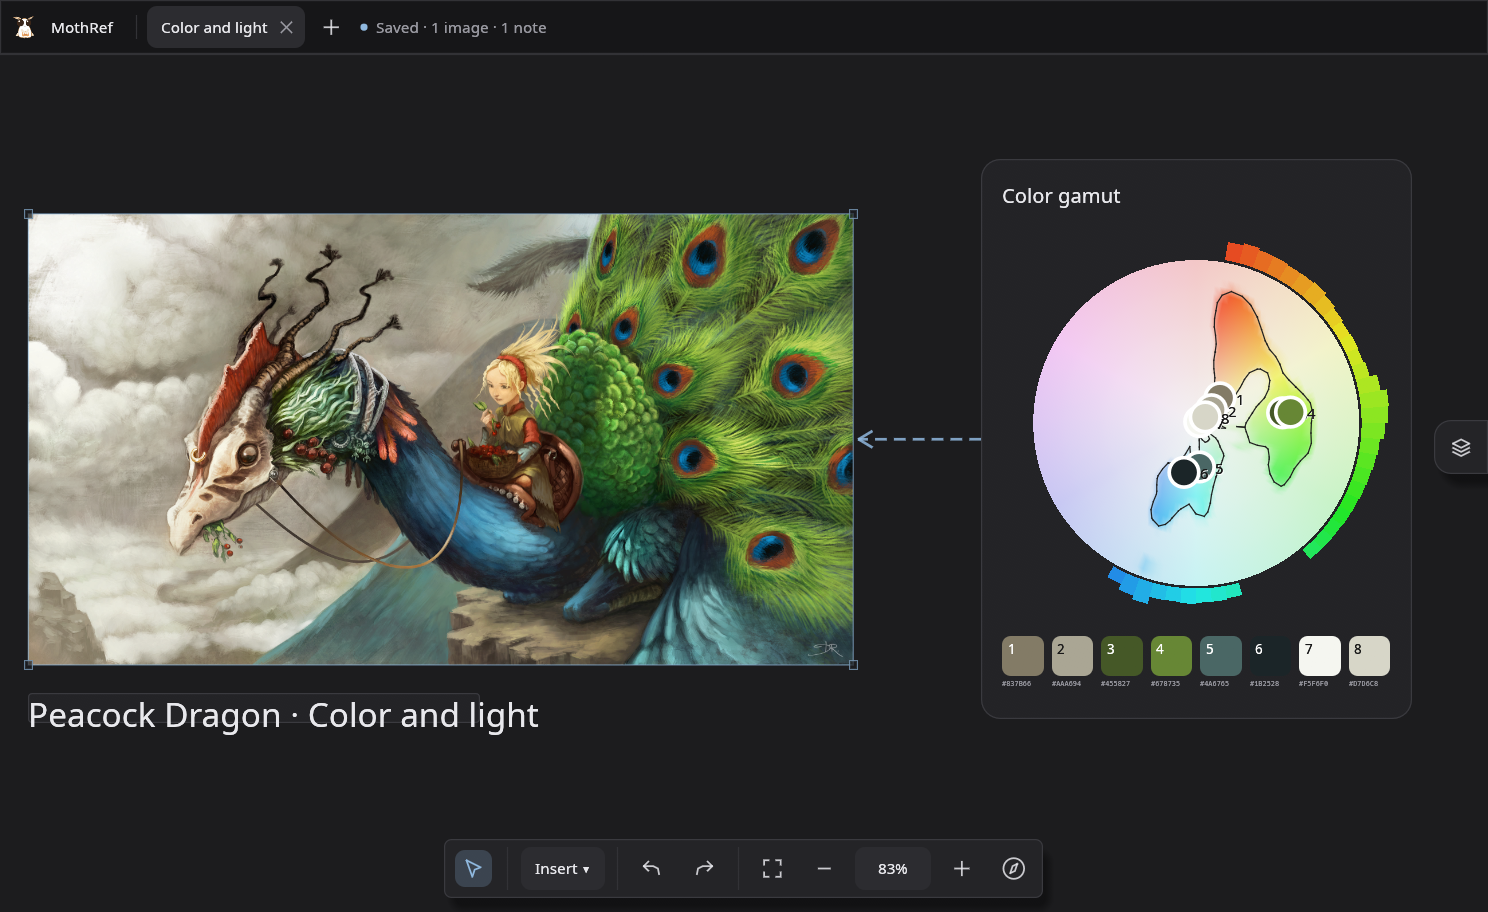 MothRef
Color and light
Saved · 1 image · 1 note
Color gamut
1
2
8
4
5
6
1 2 3 4 5 6 7 8
#837B66 #AAA694 #455827 #678735 #4A6765 #1B2528 #F5F6F0 #D7D6C8
Peacock Dragon · Color and light
Insert
83%